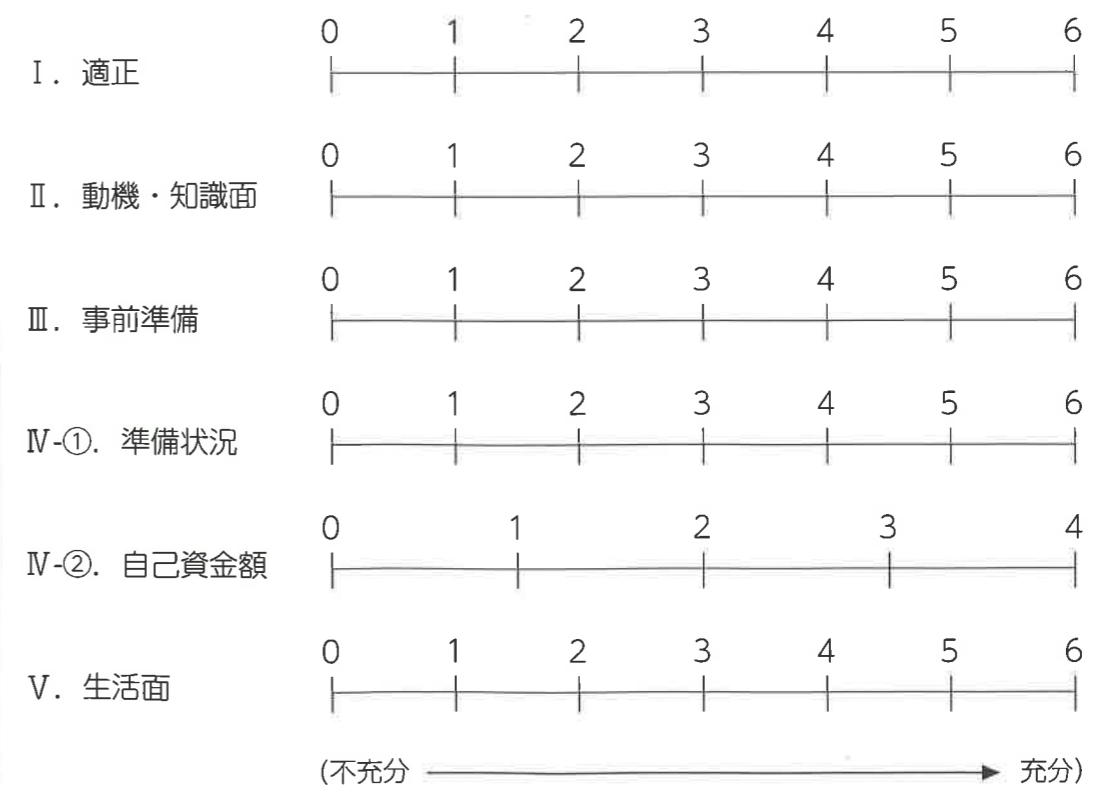 0 1 2 3 4 5 6
Ⅰ. 適正
0 1 2 3 4 5 6
Ⅱ. 動機・知識面
0 1 2 3 4 5 6
Ⅲ. 事前準備
0 1 2 3 4 5 6
Ⅳ-①. 準備状況
0 1 2 3 4
Ⅳ-②. 自己資金額
0 1 2 3 4 5 6
Ⅴ. 生活面
(不充分 → 充分)